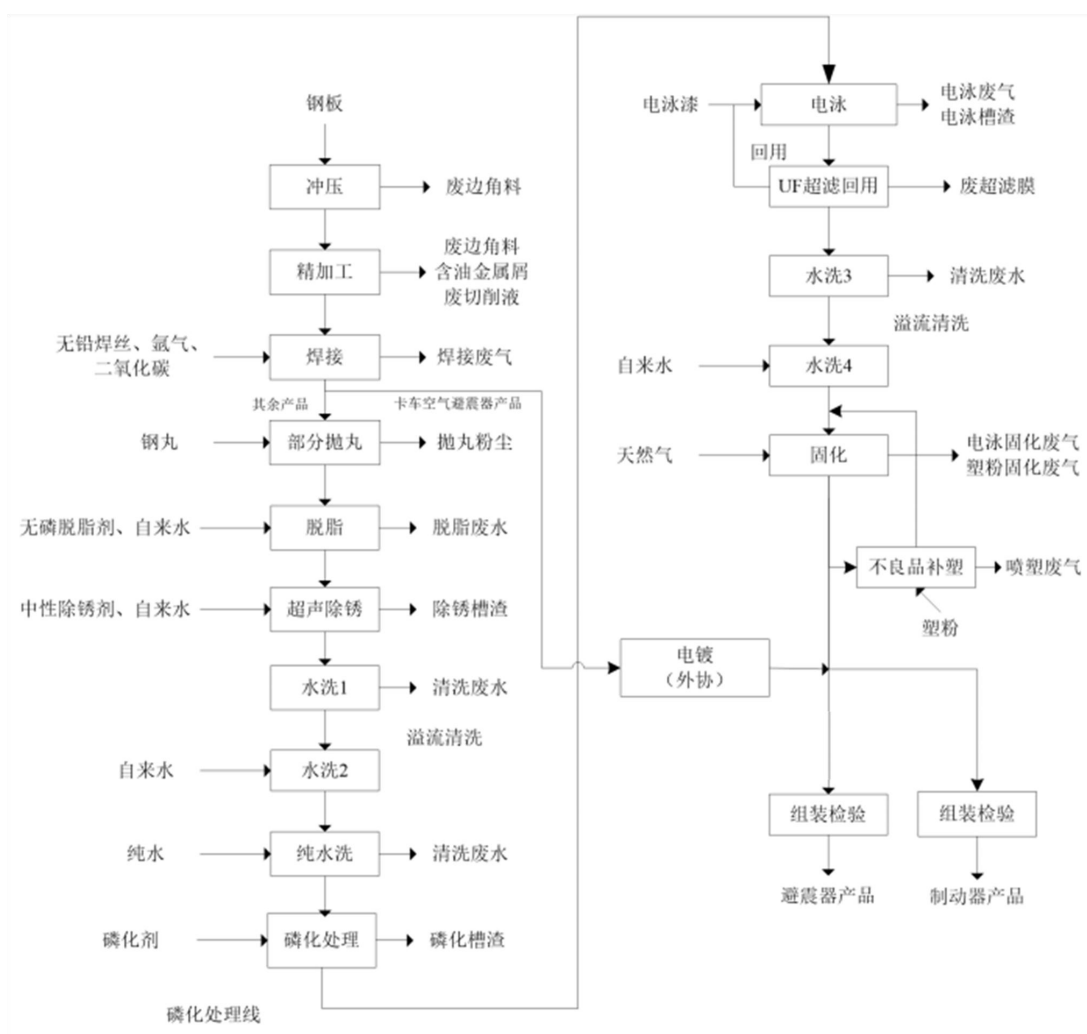 钢板
冲压
废边角料
精加工
废边角料
含油金属屑
废切削液
无铅焊丝、氩气、
二氧化碳
焊接
焊接废气
其余产品
卡车空气避震器产品
钢丸
部分抛丸
抛丸粉尘
无磷脱脂剂、自来水
脱脂
脱脂废水
中性除锈剂、自来水
超声除锈
除锈槽渣
水洗1
清洗废水
溢流清洗
自来水
水洗2
纯水
纯水洗
清洗废水
磷化剂
磷化处理
磷化槽渣
磷化处理线
电泳漆
电泳
电泳废气
电泳槽渣
回用
UF超滤回用
废超滤膜
水洗3
清洗废水
溢流清洗
自来水
水洗4
天然气
固化
电泳固化废气
塑粉固化废气
不良品补塑
喷塑废气
塑粉
电镀
（外协）
组装检验
组装检验
避震器产品
制动器产品